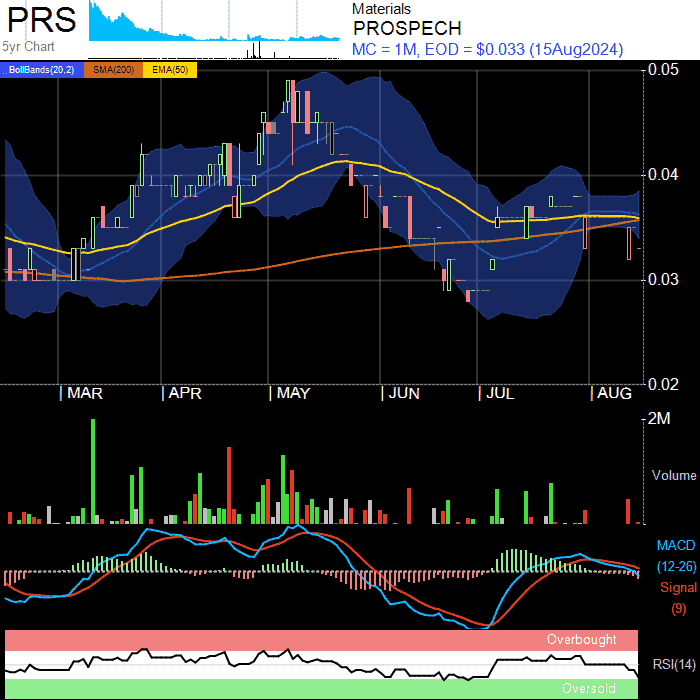 PRS
5yr Chart
Materials
PROSPECH
MC = 1M, EOD = $0.033 (15Aug2024)
BollBands(20,2) SMA(200) EMA(50)
0.05
0.04
0.03
0.02
MAR APR MAY JUN JUL AUG
2M
Volume
MACD
(12-26)
Signal
(9)
Overbought
RSI(14)
Oversold